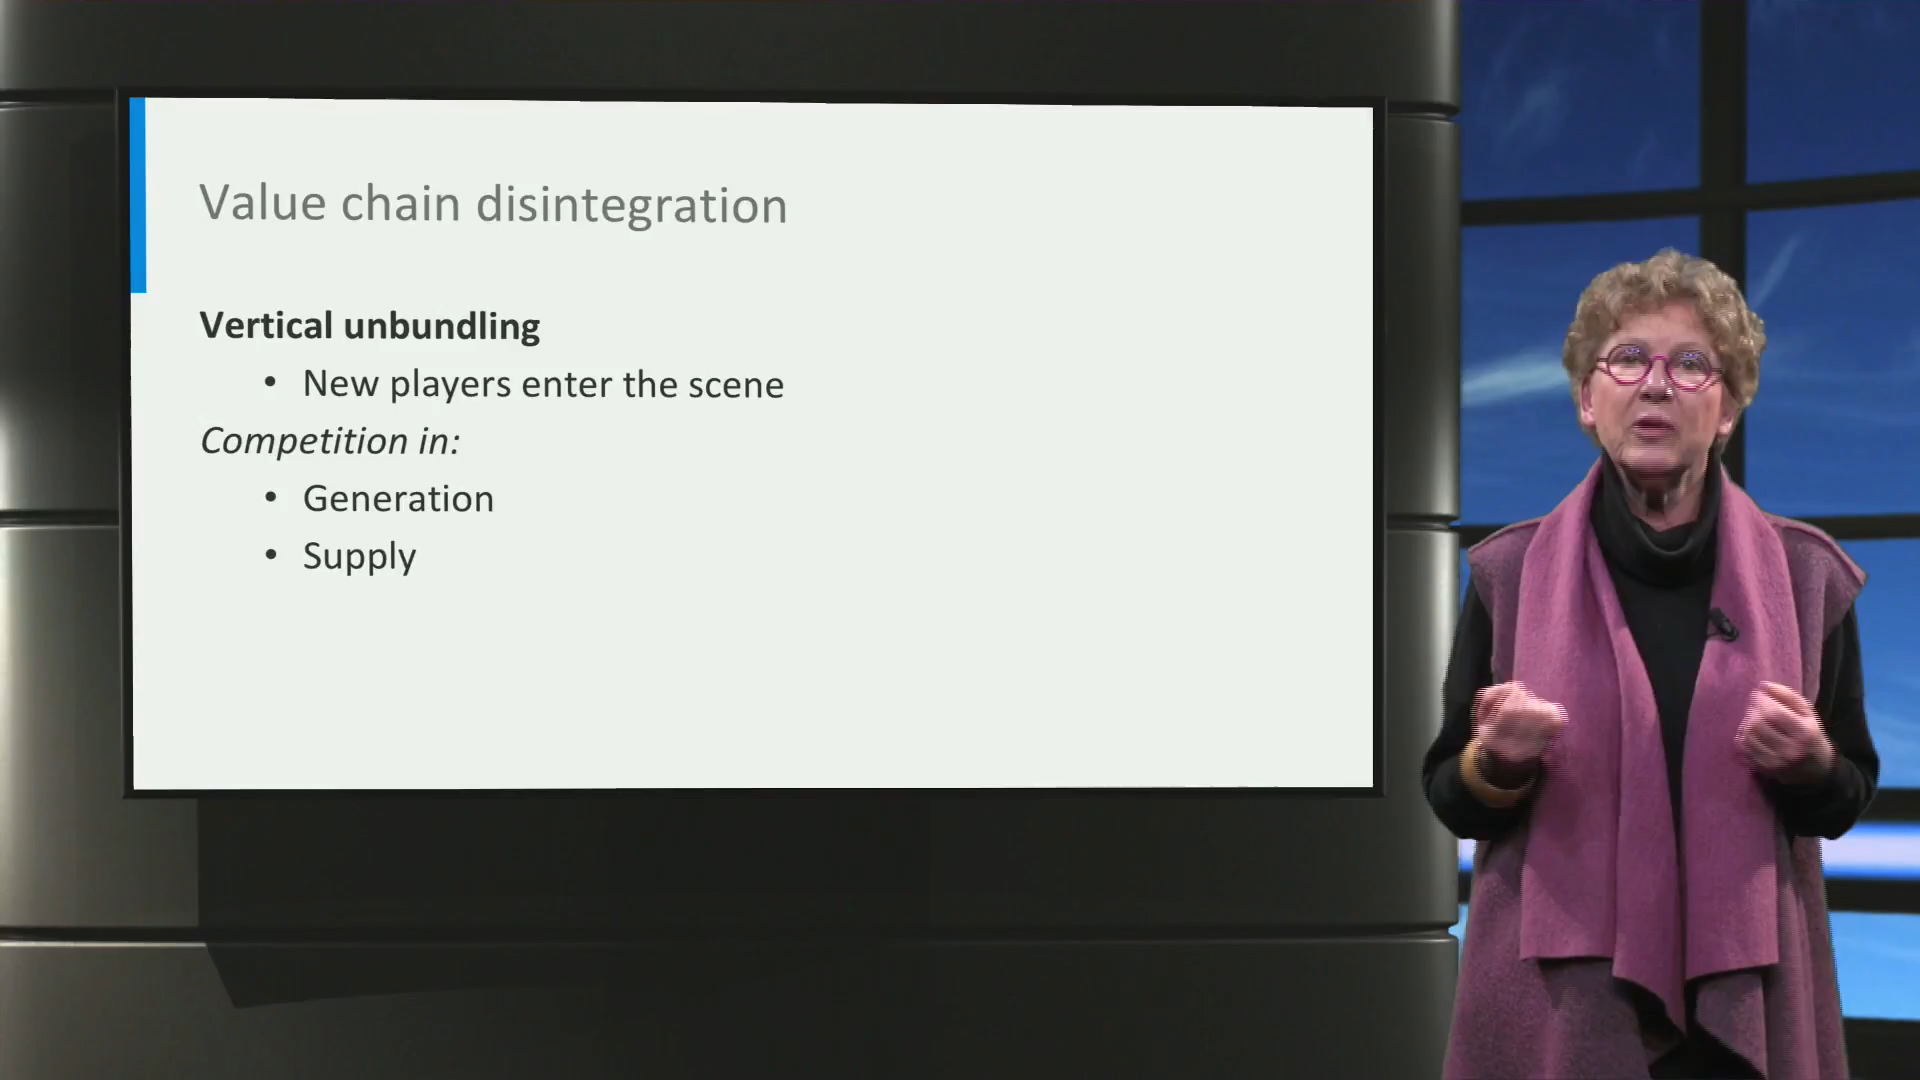 Value chain disintegration
Vertical unbundling
• New players enter the scene
Competition in:
• Generation
• Supply